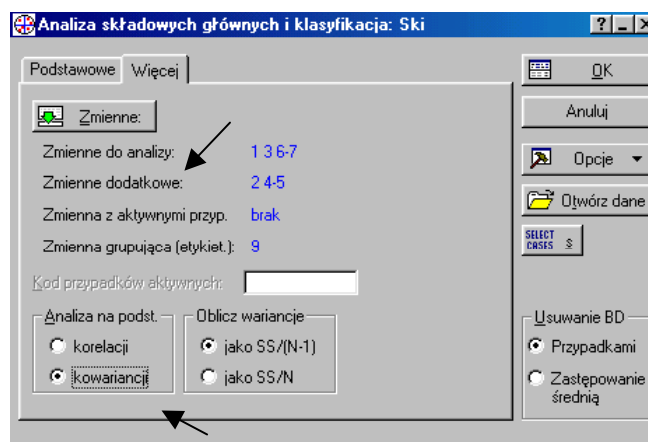 Analiza składowych głównych i klasyfikacja: Ski
Podstawowe Więcej
OK
Zmienne:
Anuluj
Zmienne do analizy: 1 3 6-7
Opcje
Zmienne dodatkowe: 2 4-5
Otwórz dane
Zmienna z aktywnymi przyp. brak
SELECT CASES S
Zmienna grupująca (etykiet.): 9
Kod przypadków aktywnych:
Analiza na podst. Oblicz wariancje
Usuwanie BD
korelacji jako SS/(N-1)
Przypadkami
kowariancji jako SS/N
Zastępowanie
średnią